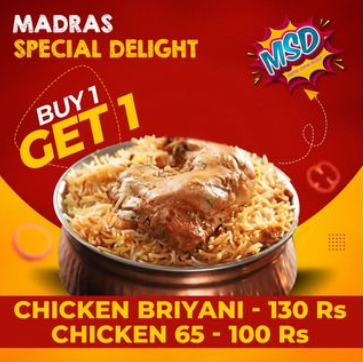 MADRAS
SPECIAL DELIGHT
MSD
BUY 1
GET 1
CHICKEN BRIYANI - 130 Rs
CHICKEN 65 - 100 Rs